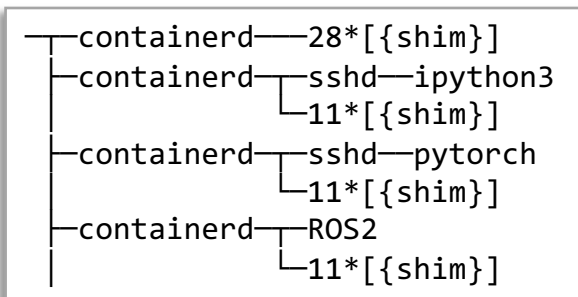 ─┬─containerd───28*[{shim}]
 ├─containerd─┬─sshd──ipython3
 │            └─11*[{shim}]
 ├─containerd─┬─sshd──pytorch
 │            └─11*[{shim}]
 ├─containerd─┬─ROS2
 │            └─11*[{shim}]